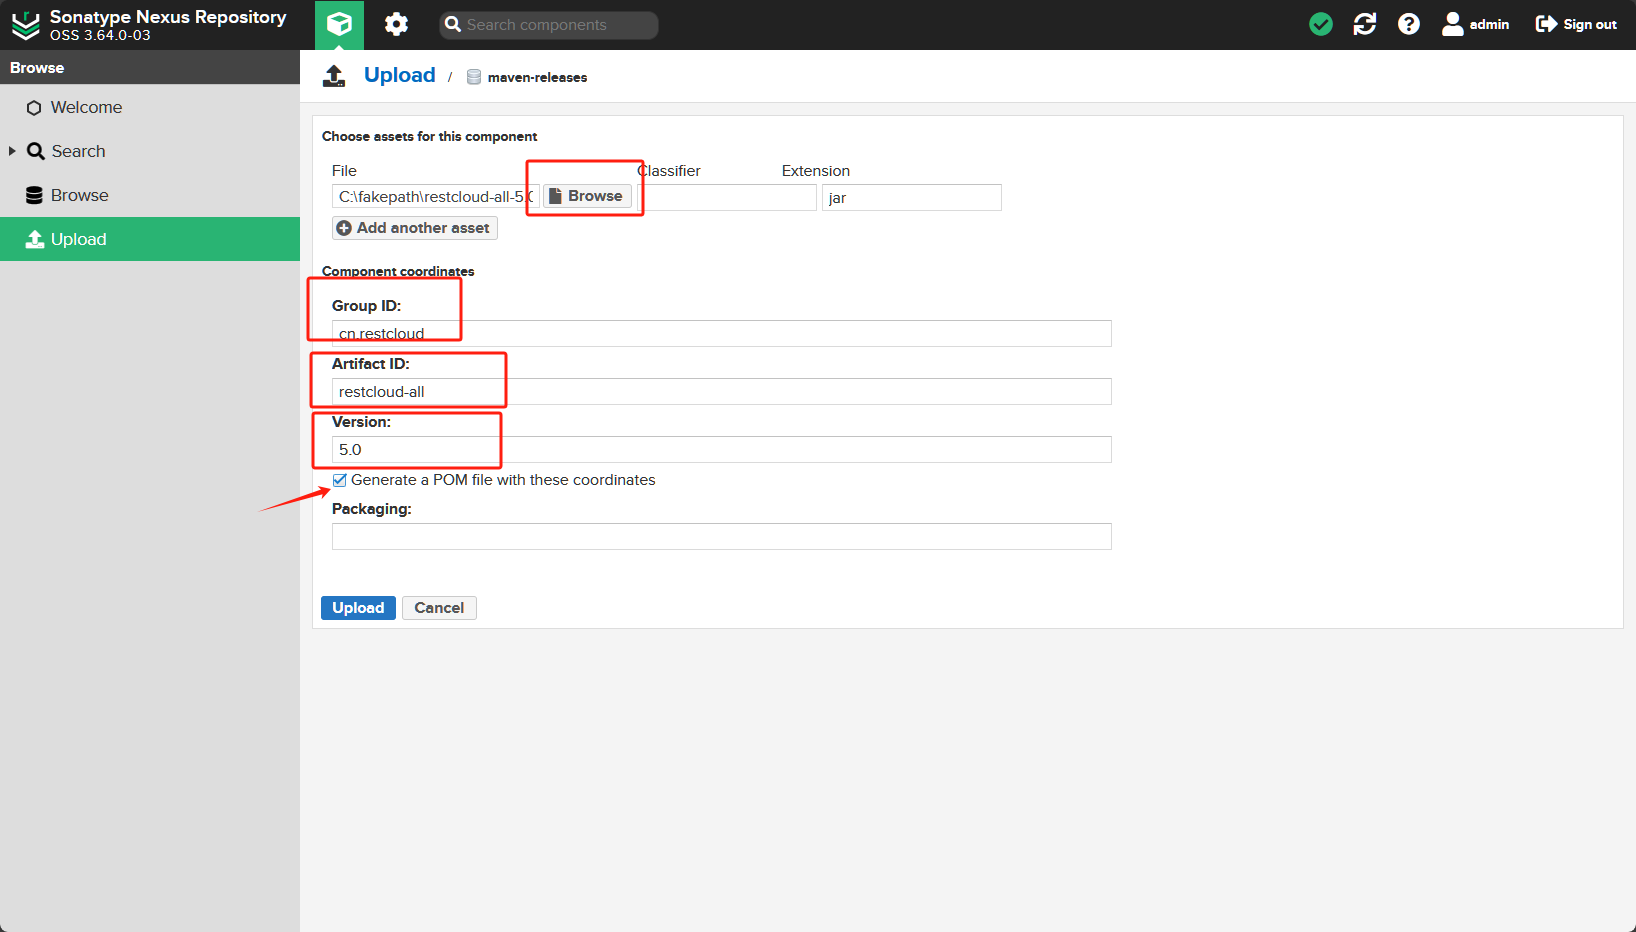 Sonatype Nexus Repository
OSS 3.64.0-03
Search components
admin
Sign out
Browse
Welcome
Search
Browse
Upload
Upload / maven-releases
Choose assets for this component
File Classifier Extension
C:\fakepath\restcloud-all-5.0 Browse jar
Add another asset
Component coordinates
Group ID:
cn.restcloud
Artifact ID:
restcloud-all
Version:
5.0
Generate a POM file with these coordinates
Packaging:
Upload Cancel